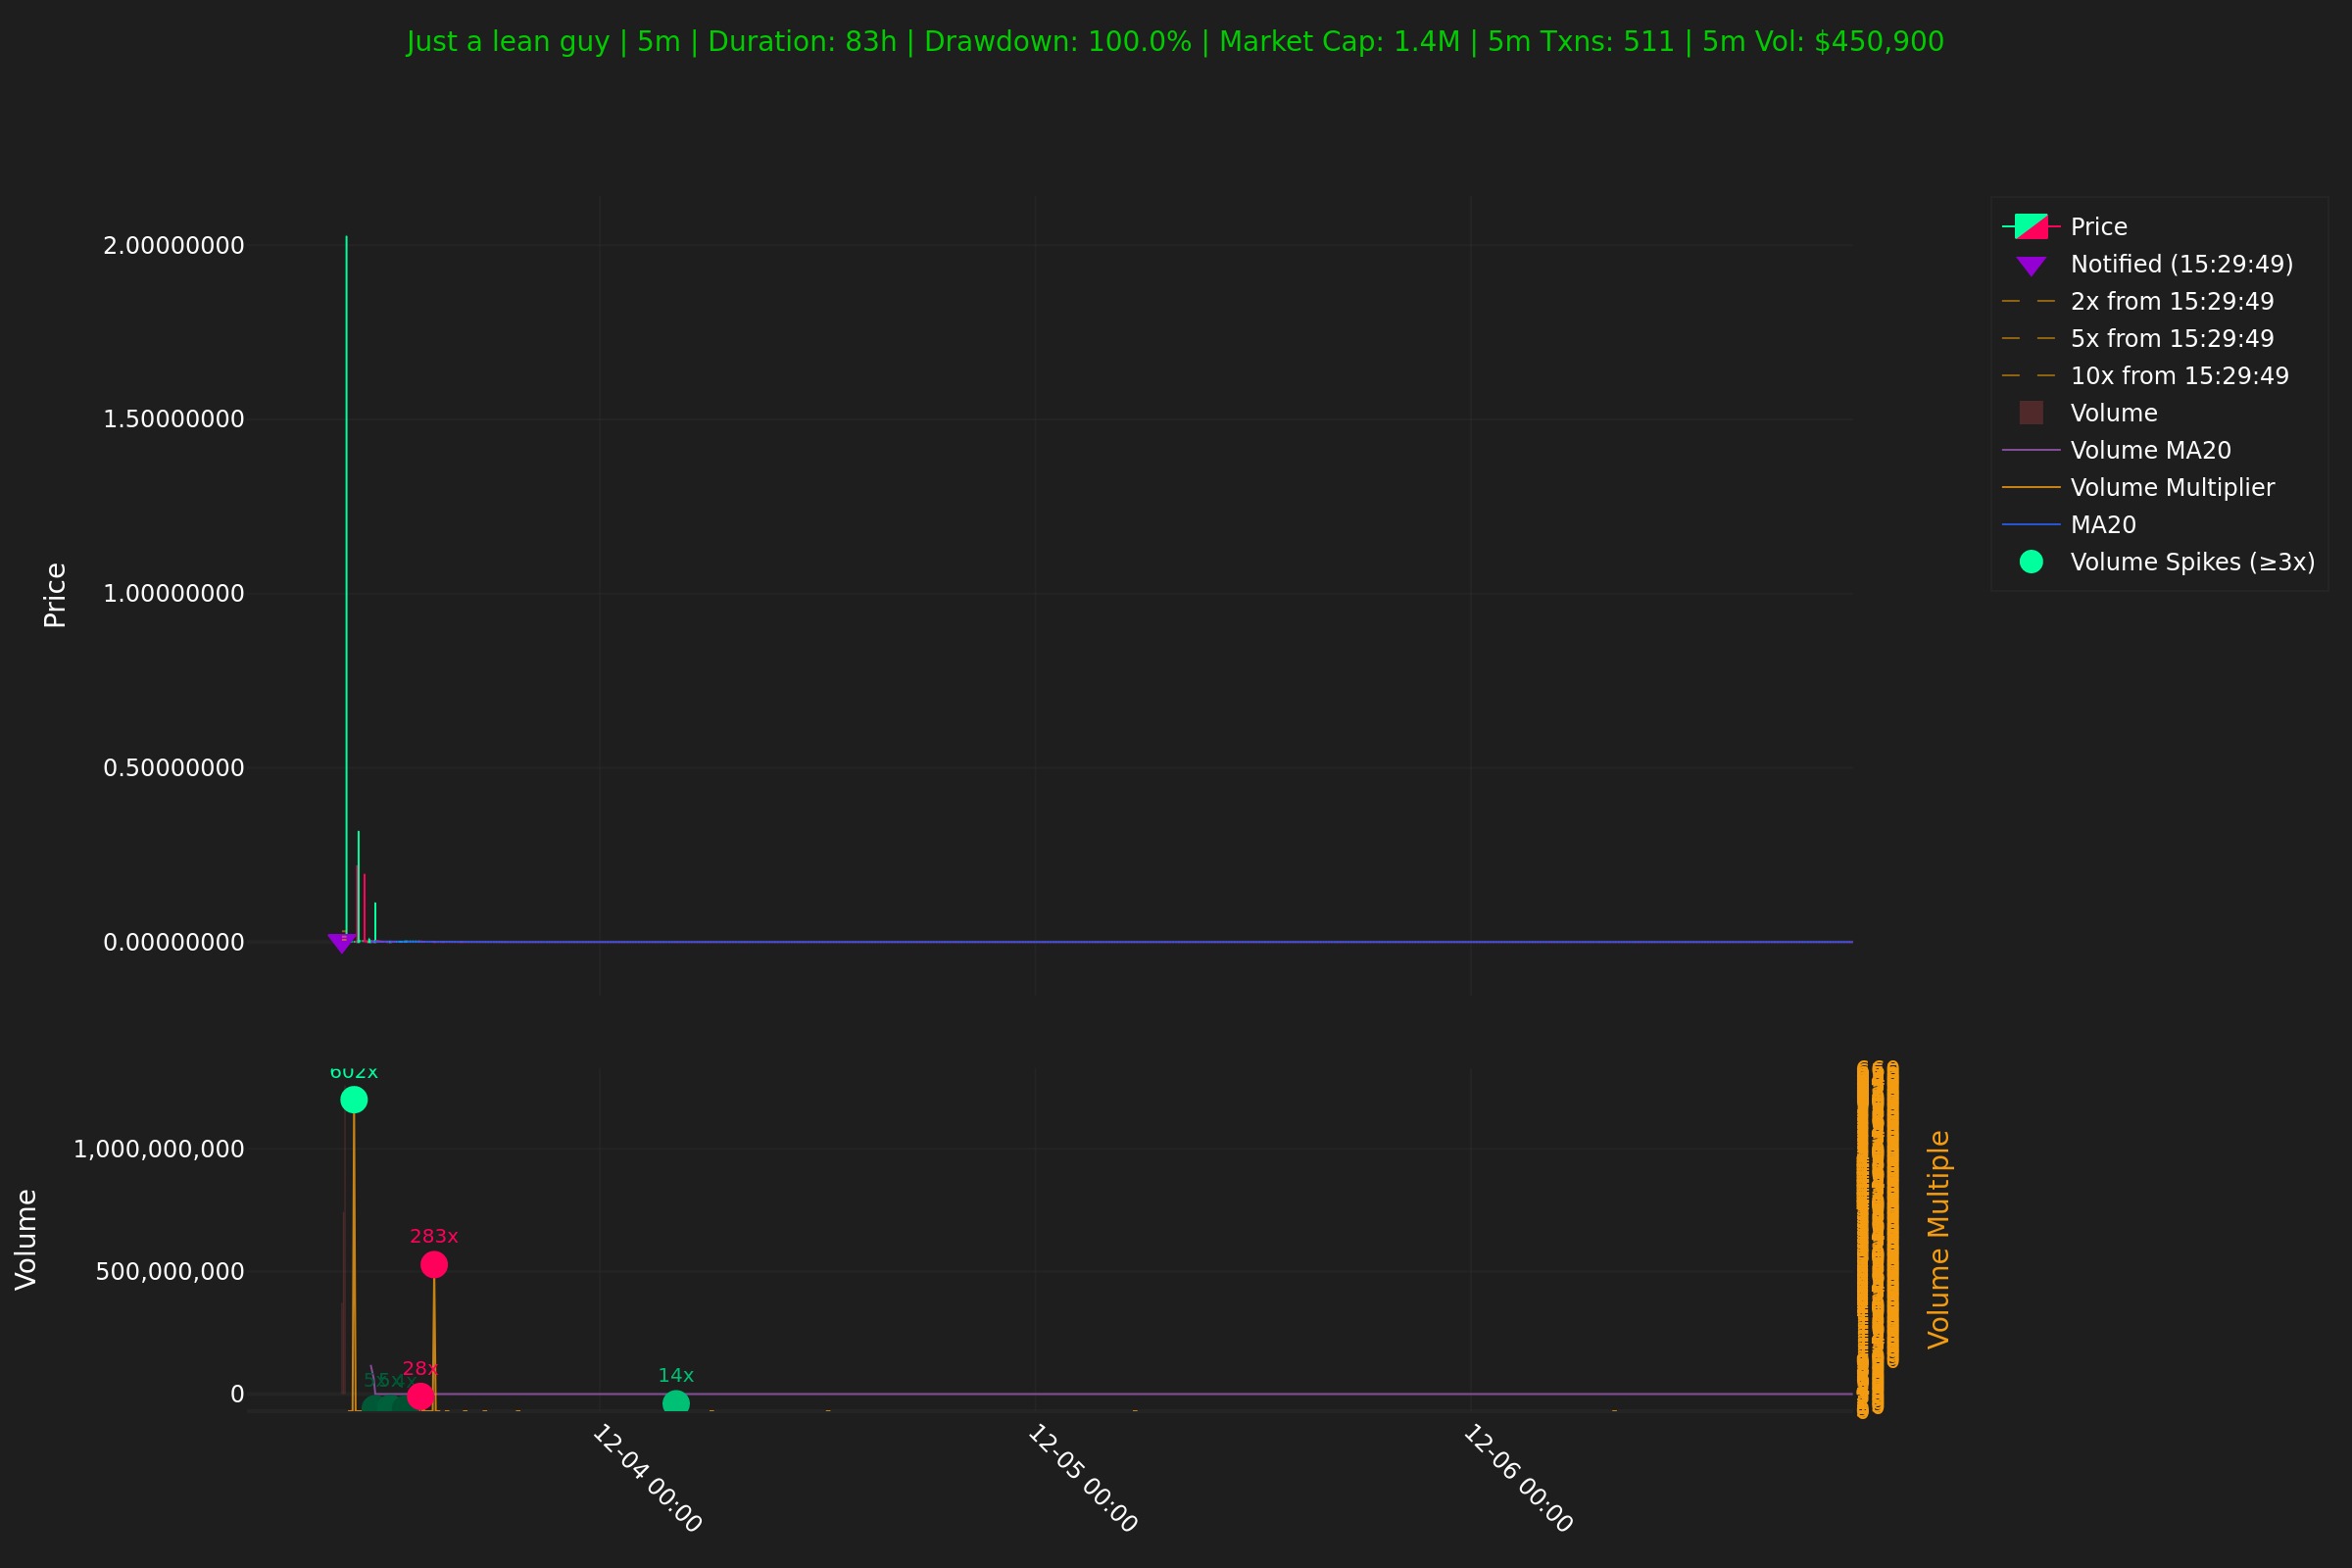 Just a lean guy | 5m | Duration: 83h | Drawdown: 100.0% | Market Cap: 1.4M | 5m Txns: 511 | 5m Vol: $450,900
Price
2.00000000
1.50000000
1.00000000
0.50000000
0.00000000
Price
Notified (15:29:49)
2x from 15:29:49
5x from 15:29:49
10x from 15:29:49
Volume
Volume MA20
Volume Multiplier
MA20
Volume Spikes (≥3x)
Volume
1,000,000,000
500,000,000
0
602x
283x
28x
14x
Volume Multiple
12-04 00:00
12-05 00:00
12-06 00:00